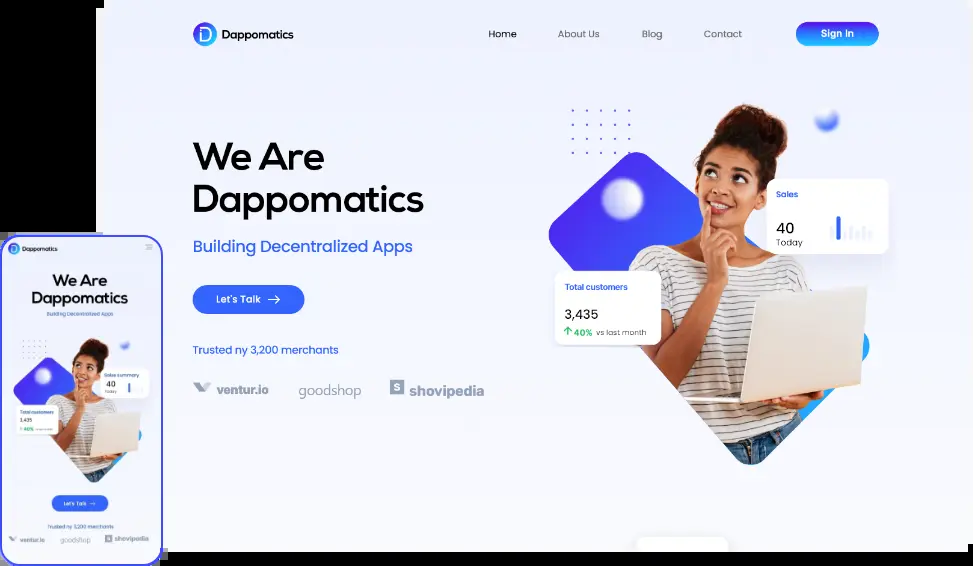 Dappomatics
Home
About Us
Blog
Contact
Sign In
We Are
Dappomatics
Building Decentralized Apps
Let's Talk
Trusted ny 3,200 merchants
ventur.io
goodshop
S
shovipedia
Sales
40
Today
Total customers
3,435
40% vs last month
Dappomatics
We Are
Dappomatics
Building Decentralized Apps
Sales summary
40
Today
Total customers
3,435
40%
Let's Talk
Trusted ny 3,200 merchants
ventur.io
goodshop
S
shovipedia